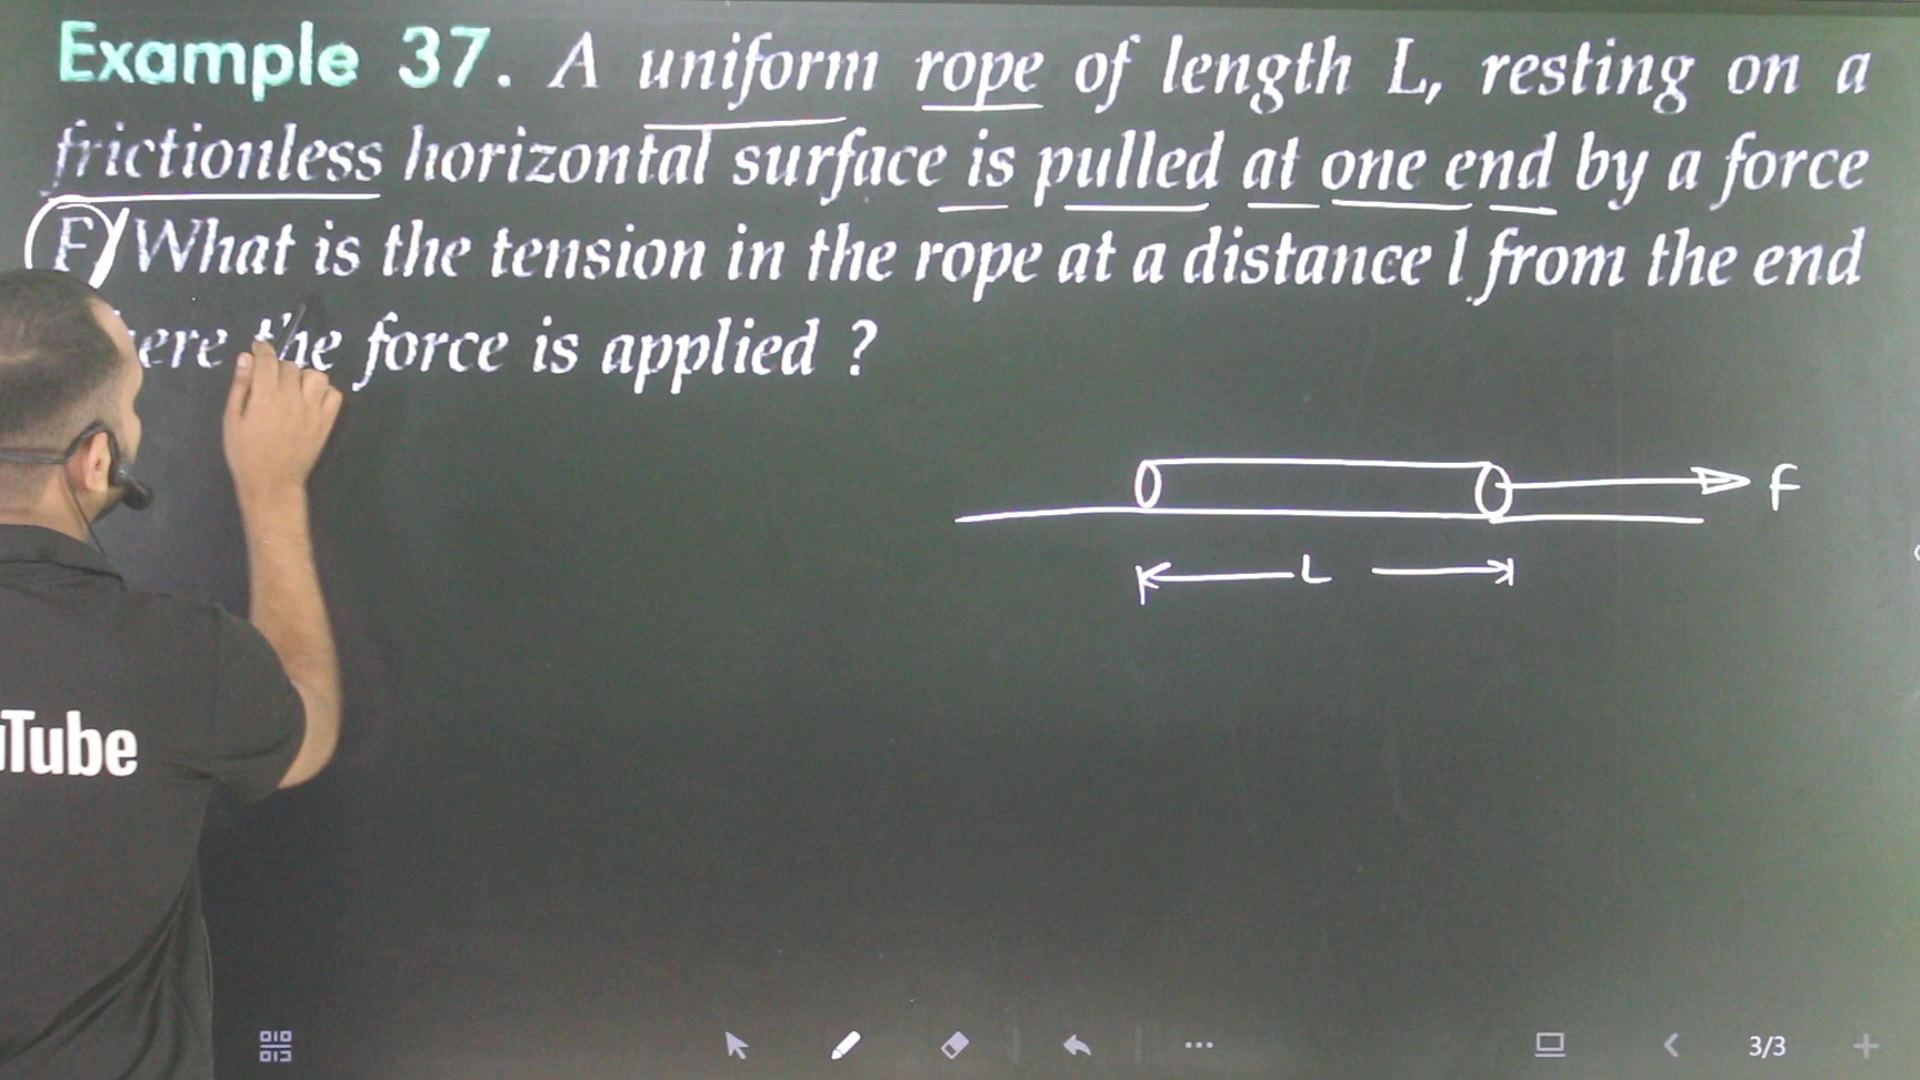 Example 37. A uniform rope of length L, resting on a
frictionless horizontal surface is pulled at one end by a force
F/ What is the tension in the rope at a distance l from the end
the force is applied ?
F
L
Tube
3/3